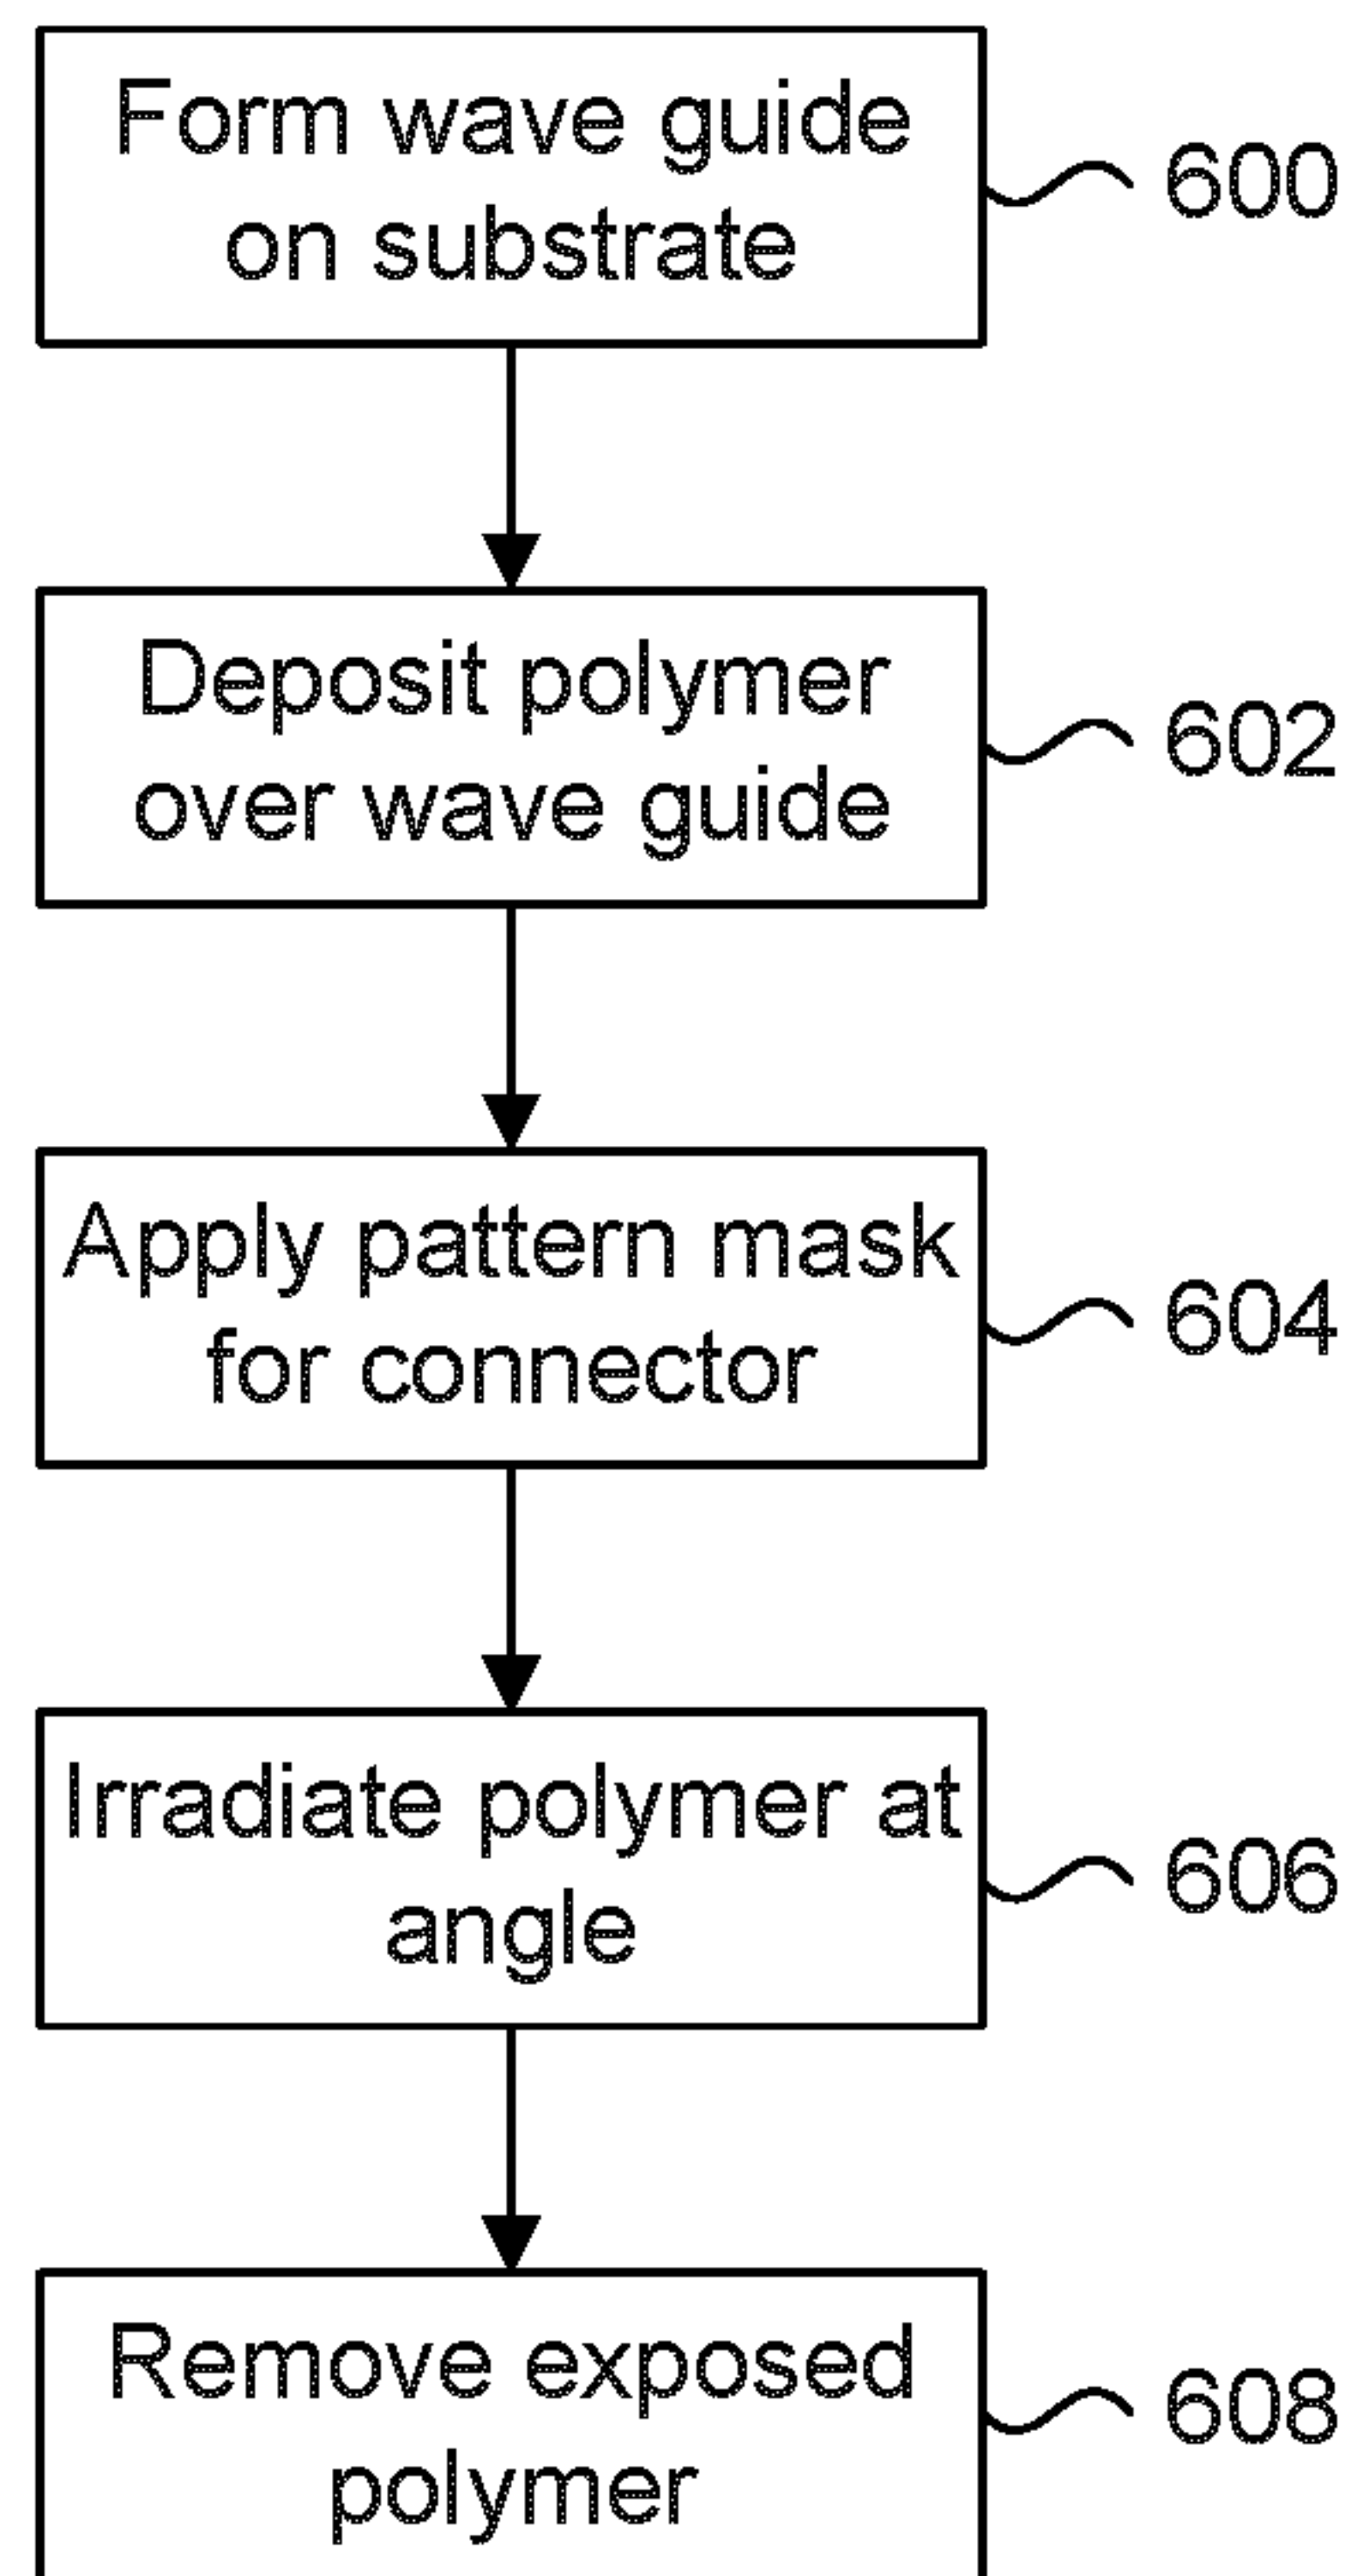 Form wave guide
on substrate
600
Deposit polymer
over wave guide
602
Apply pattern mask
for connector
604
Irradiate polymer at
angle
606
Remove exposed
polymer
608